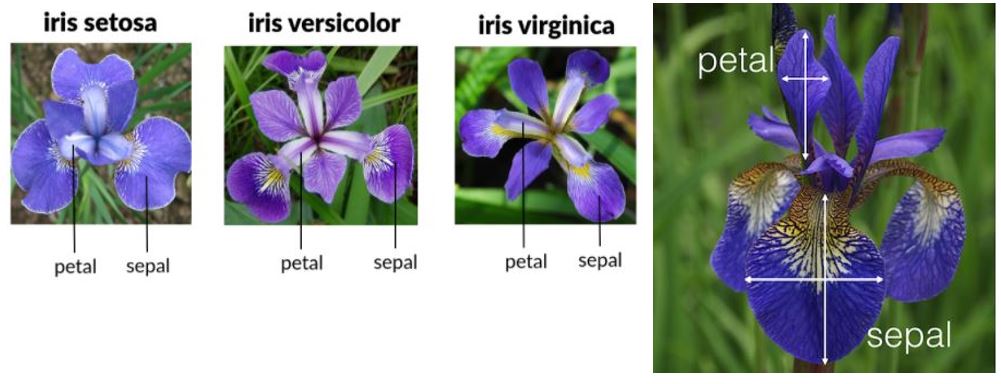 iris setosa
iris versicolor
iris virginica
petal
sepal
petal
sepal
petal
sepal
petal
sepal